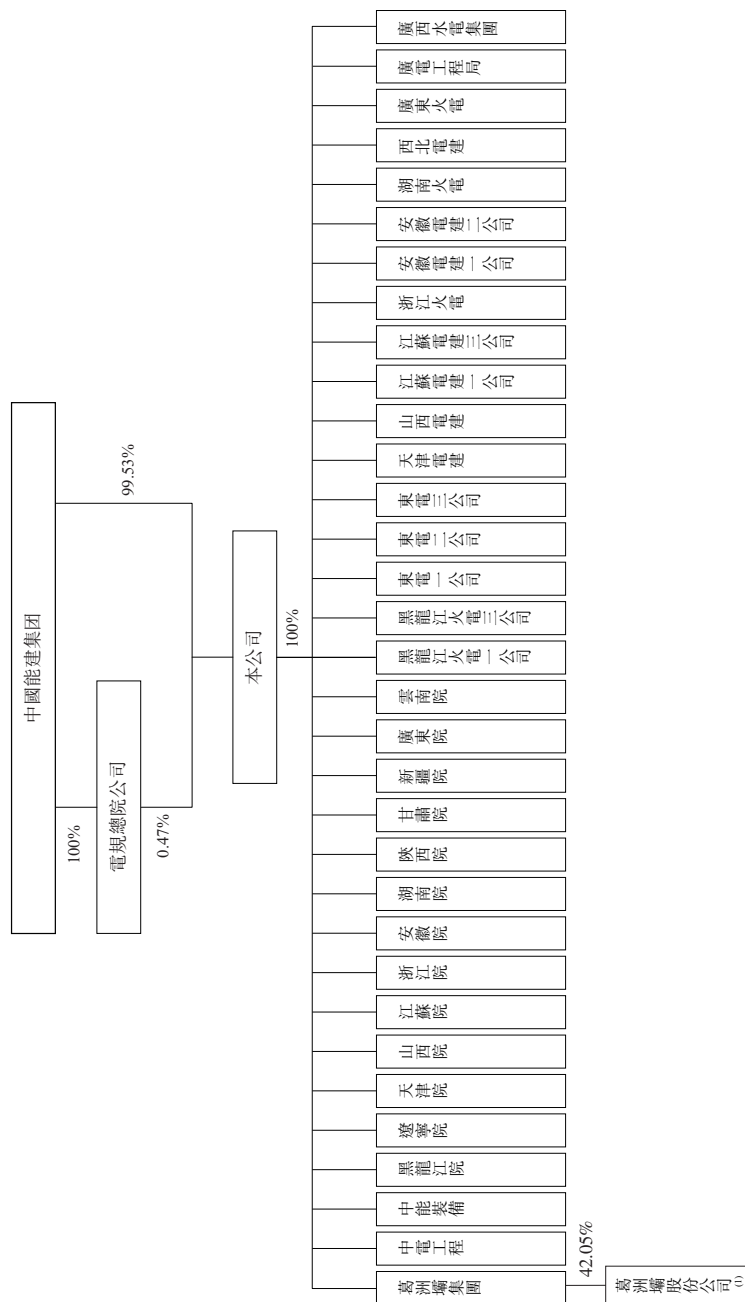 中國能建集团
100%
99.53%
電規總院公司
0.47%
本公司
100%
葛洲壩集團
中電工程
中能裝備
黑龍江院
遼寧院
天津院
山西院
江蘇院
浙江院
安徽院
湖南院
陝西院
甘肅院
新疆院
廣東院
雲南院
黑龍江火電一公司
黑龍江火電三公司
東電一公司
東電二公司
東電三公司
天津電建
山西電建
江蘇電建一公司
江蘇電建三公司
浙江火電
安徽電建一公司
安徽電建二公司
湖南火電
西北電建
廣東火電
廣電工程局
廣西水電集團
42.05%
葛洲壩股份公司(1)